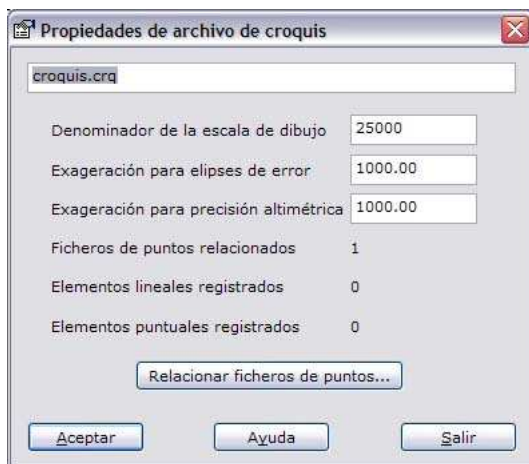 Propiedades de archivo de croquis
croquis.crq
Denominador de la escala de dibujo 25000
Exageración para elipses de error 1000.00
Exageración para precisión altimétrica 1000.00
Ficheros de puntos relacionados 1
Elementos lineales registrados 0
Elementos puntuales registrados 0
Relacionar ficheros de puntos...
Aceptar Ayuda Salir